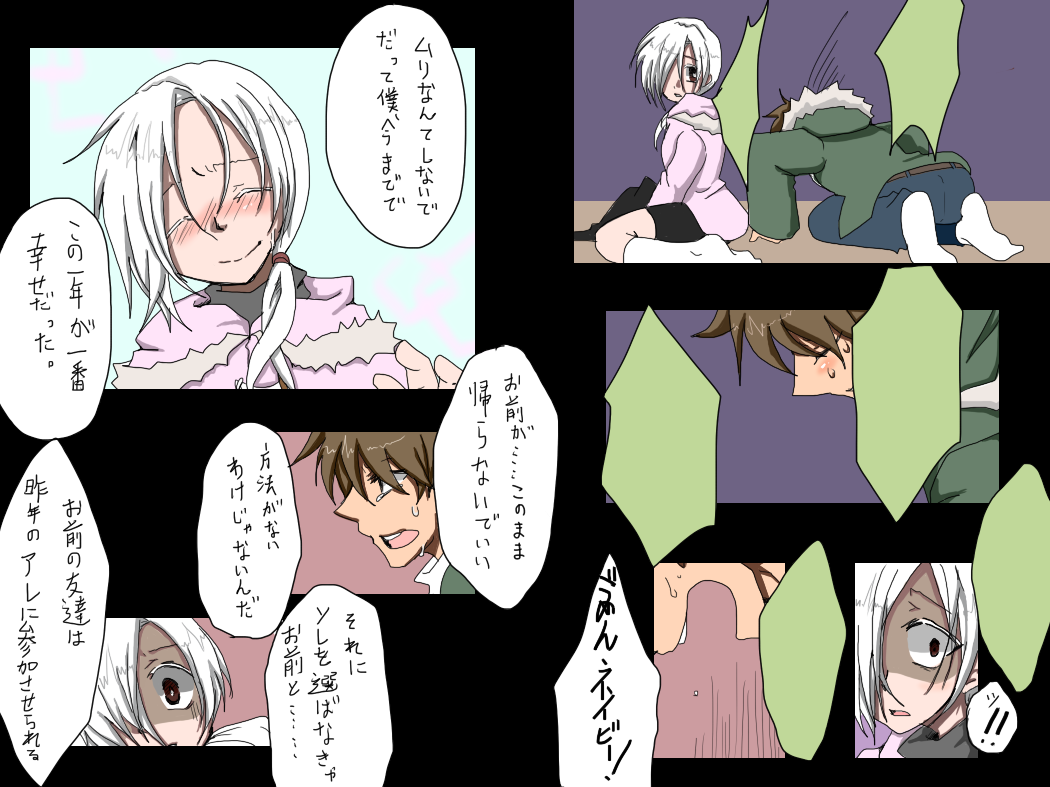 ごめんネイビー!
ッ!!
ムリなんてしないで
だって僕、今までで
この一年が一番
幸せだった。
お前が……このまま
帰らないでいい
方法がない
わけじゃないんだ
それに
ソレを選ばなきゃ
お前と……
お前の友達は
昨年のアレに参加させられる